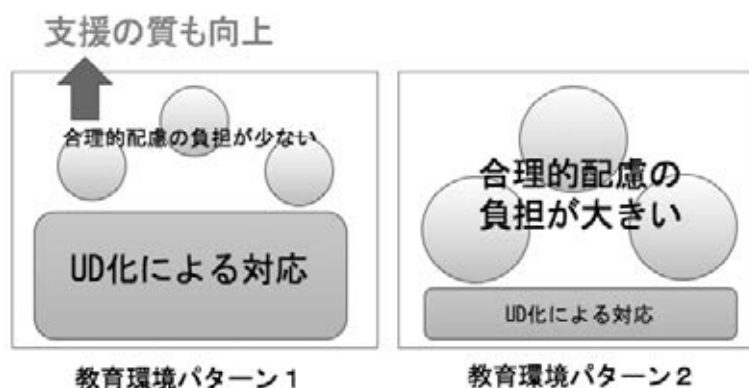 支援の質も向上
合理的配慮の負担が少ない
UD化による対応
教育環境パターン１
合理的配慮の
負担が大きい
UD化による対応
教育環境パターン２